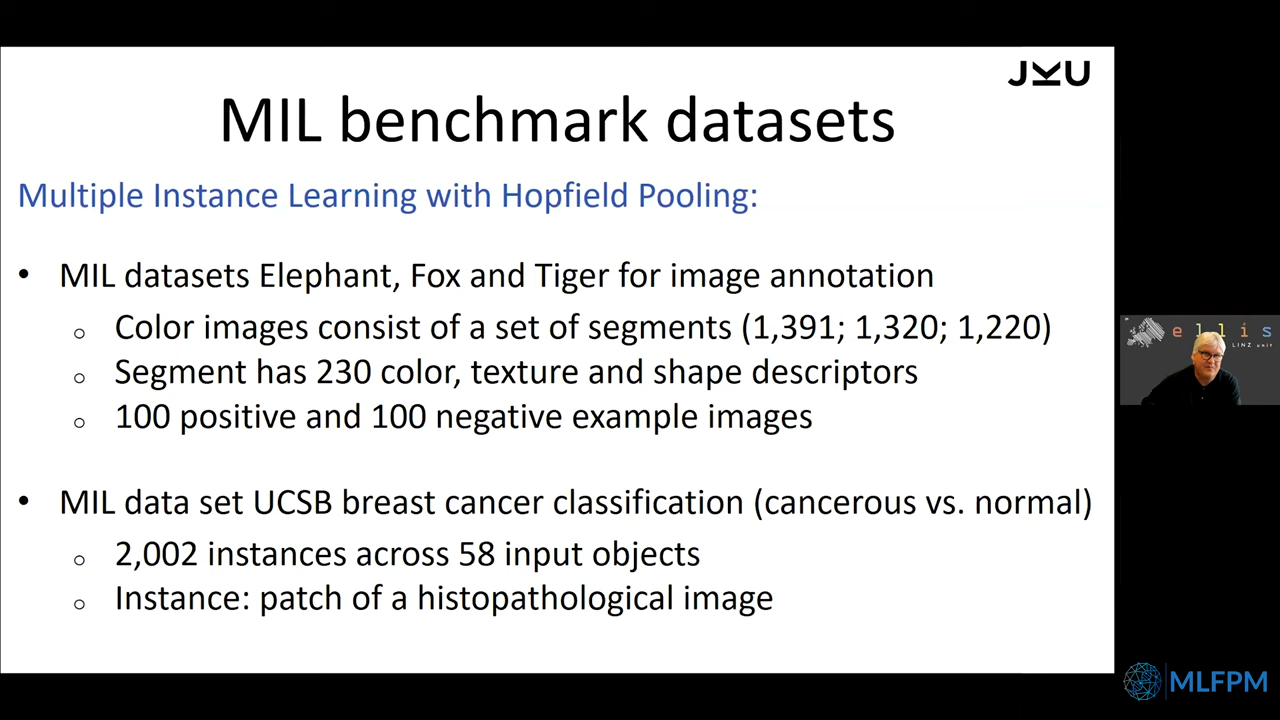 JKU
MIL benchmark datasets
Multiple Instance Learning with Hopfield Pooling:
• MIL datasets Elephant, Fox and Tiger for image annotation
o Color images consist of a set of segments (1,391; 1,320; 1,220)
o Segment has 230 color, texture and shape descriptors
o 100 positive and 100 negative example images
• MIL data set UCSB breast cancer classification (cancerous vs. normal)
o 2,002 instances across 58 input objects
o Instance: patch of a histopathological image
ellis
LINZ unit
MLFPM